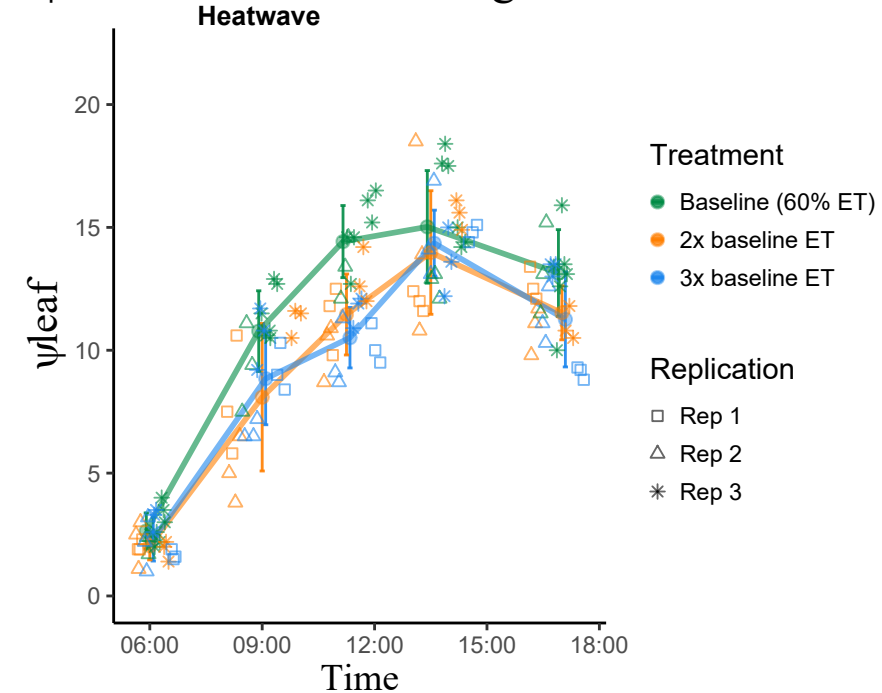 Heatwave
ψleaf
20
15
10
5
0
06:00
09:00
12:00
15:00
18:00
Time
Treatment
Baseline (60% ET)
2x baseline ET
3x baseline ET
Replication
Rep 1
Rep 2
Rep 3